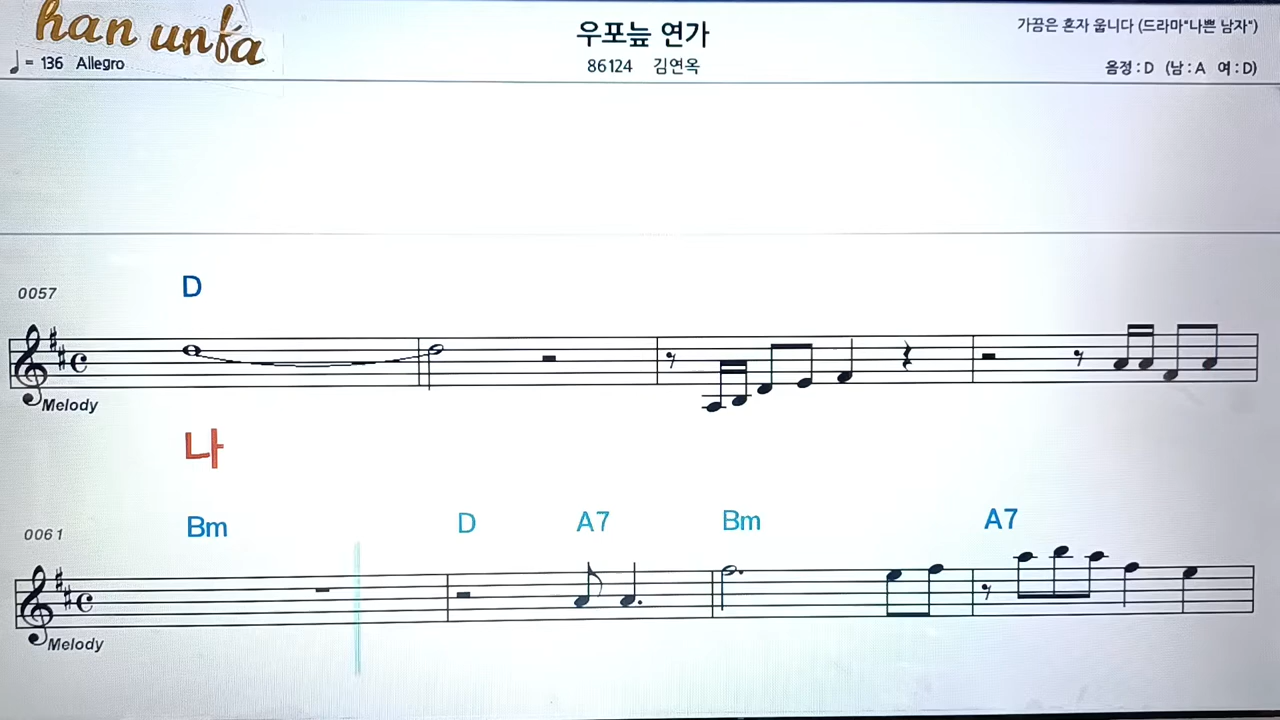 han unfa
♩= 136 Allegro
우포늪 연가
86124 김연옥
가끔은 혼자 웁니다 (드라마"나쁜 남자")
음정 : D (남 : A 여 : D)
D
0057
Melody
나
Bm D A7 Bm A7
0061
Melody